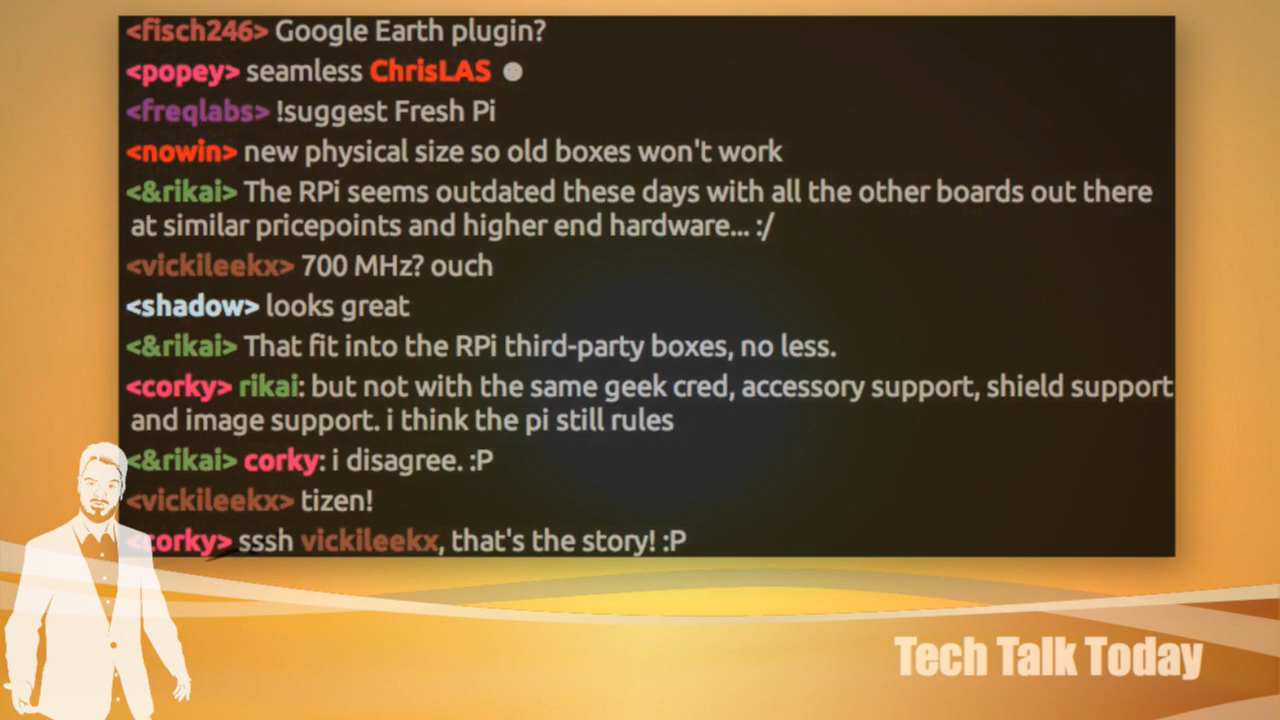 <fisch246> Google Earth plugin?
<popey> seamless ChrisLAS ●
<freqlabs> !suggest Fresh Pi
<nowin> new physical size so old boxes won't work
<&rikai> The RPi seems outdated these days with all the other boards out there
at similar pricepoints and higher end hardware... :/
<vickileekx> 700 MHz? ouch
<shadow> looks great
<&rikai> That fit into the RPi third-party boxes, no less.
<corky> rikai: but not with the same geek cred, accessory support, shield support
and image support. i think the pi still rules
<&rikai> corky: i disagree. :P
<vickileekx> tizen!
<corky> sssh vickileekx, that's the story! :P
Tech Talk Today